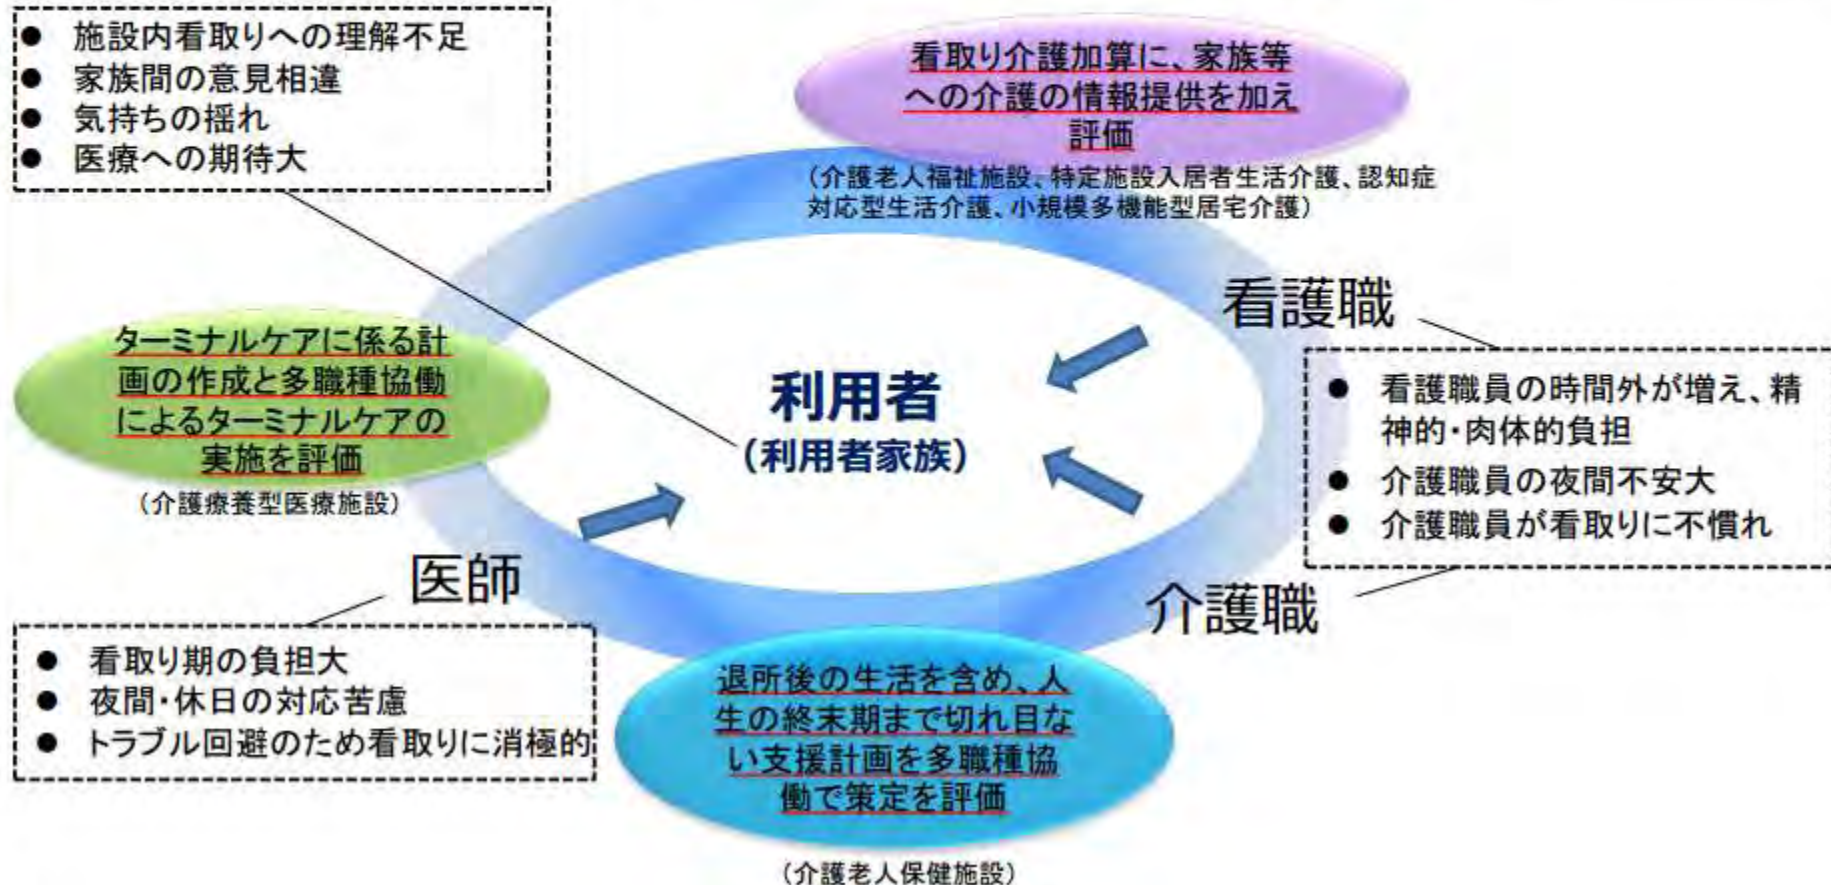 ● 施設内看取りへの理解不足
● 家族間の意見相違
● 気持ちの揺れ
● 医療への期待大
看取り介護加算に、家族等
への介護の情報提供を加え
評価
（介護老人福祉施設、特定施設入居者生活介護、認知症
対応型生活介護、小規模多機能型居宅介護）
ターミナルケアに係る計
画の作成と多職種協働
によるターミナルケアの
実施を評価
（介護療養型医療施設）
利用者
（利用者家族）
看護職
● 看護職員の時間外が増え、精
神的・肉体的負担
● 介護職員の夜間不安大
● 介護職員が看取りに不慣れ
医師
● 看取り期の負担大
● 夜間・休日の対応苦慮
● トラブル回避のため看取りに消極的
介護職
退所後の生活を含め、人
生の終末期まで切れ目な
い支援計画を多職種協
働で策定を評価
（介護老人保健施設）